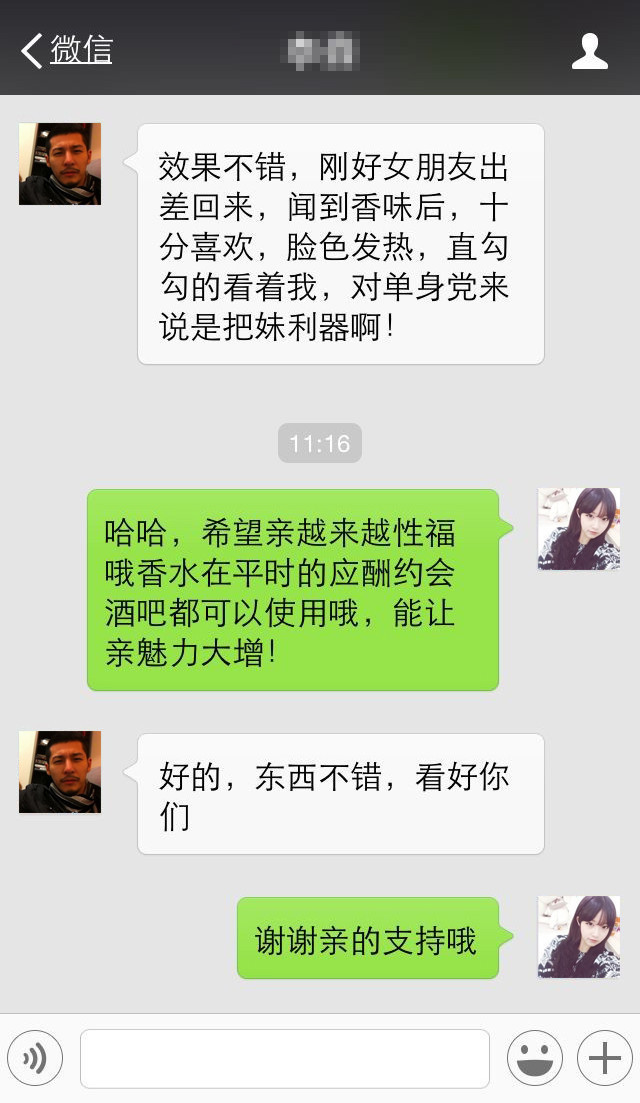 微信
效果不错，刚好女朋友出
差回来，闻到香味后，十
分喜欢，脸色发热，直勾
勾的看着我，对单身党来
说是把妹利器啊！
11:16
哈哈，希望亲越来越性福
哦香水在平时的应酬约会
酒吧都可以使用哦，能让
亲魅力大增！
好的，东西不错，看好你
们
谢谢亲的支持哦